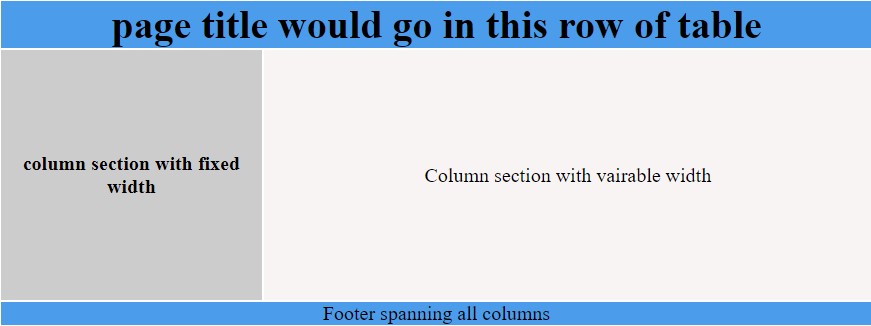 page title would go in this row of table
column section with fixed
width
Column section with vairable width
Footer spanning all columns